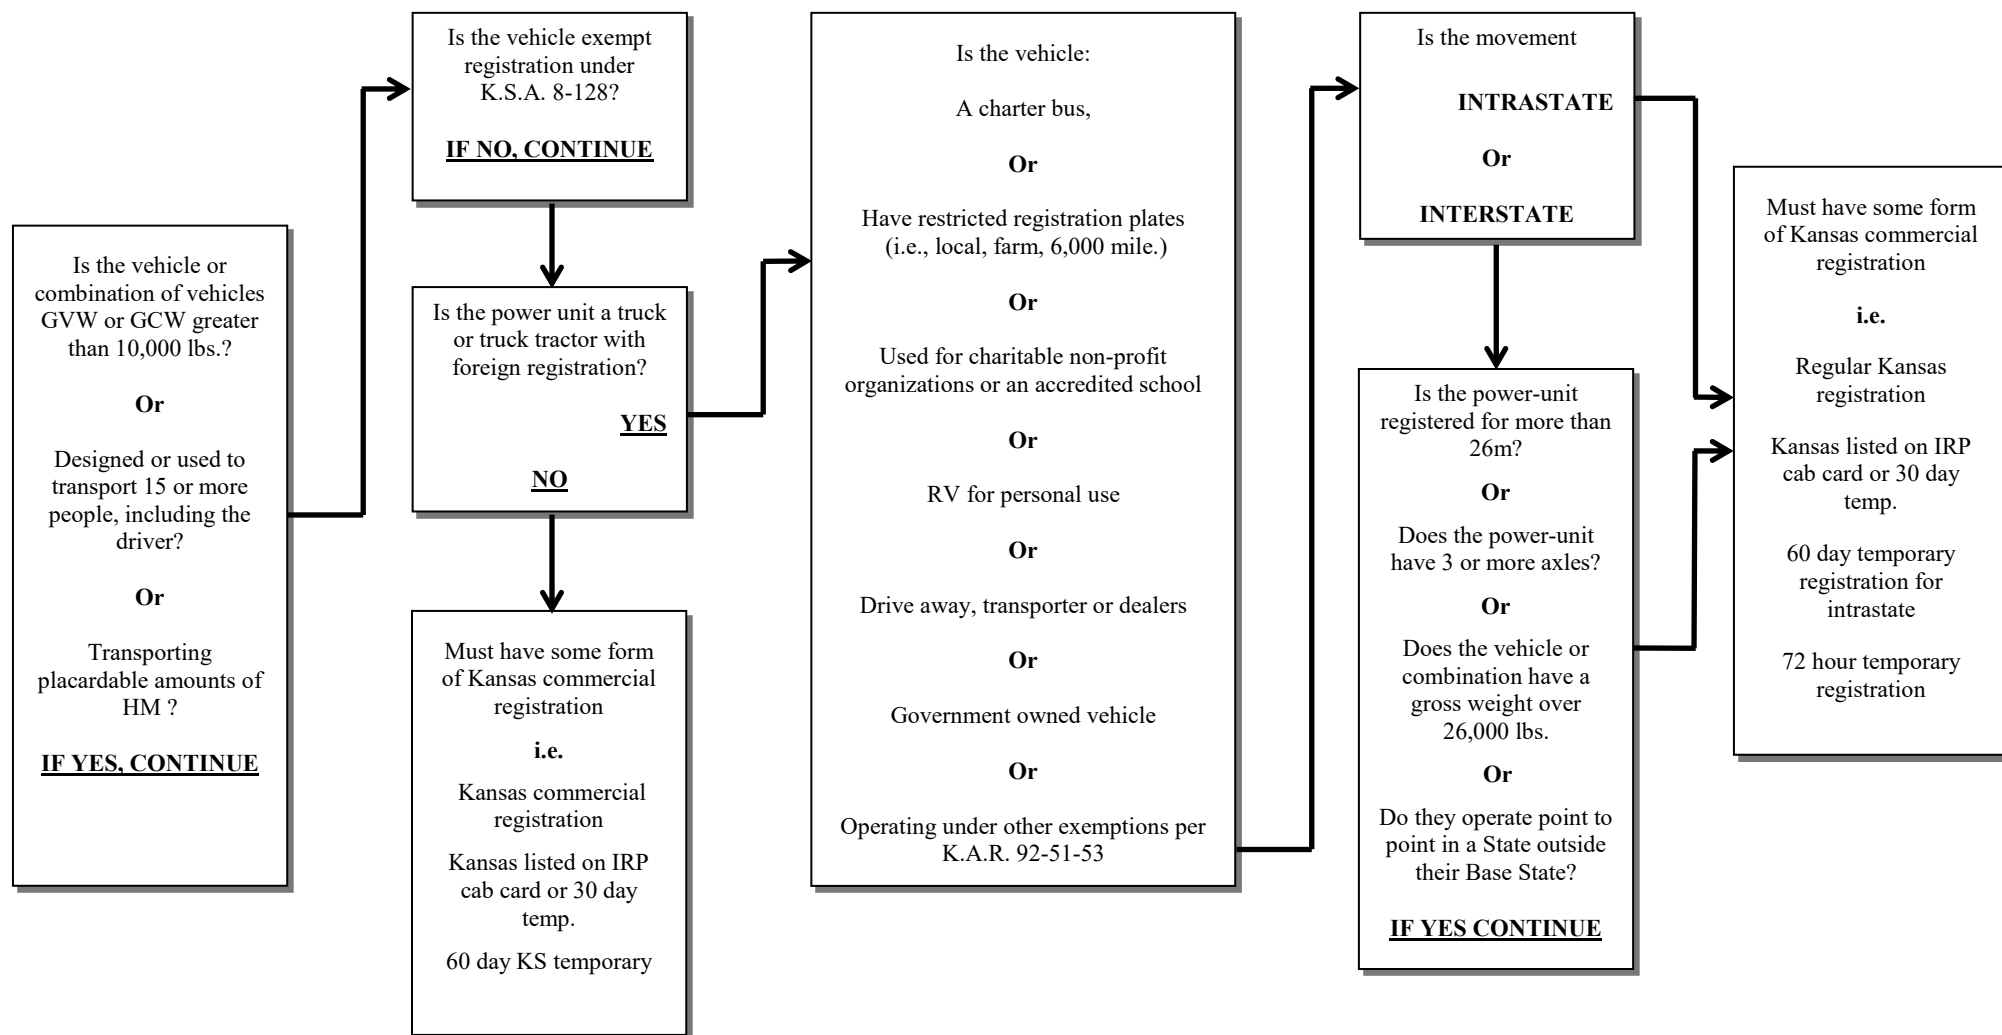 Is the vehicle or
combination of vehicles
GVW or GCW greater
than 10,000 lbs.?
Or
Designed or used to
transport 15 or more
people, including the
driver?
Or
Transporting
placardable amounts of
HM ?
IF YES, CONTINUE
Is the vehicle exempt
registration under
K.S.A. 8-128?
IF NO, CONTINUE
Is the power unit a truck
or truck tractor with
foreign registration?
YES
NO
Must have some form
of Kansas commercial
registration
i.e.
Kansas commercial
registration
Kansas listed on IRP
cab card or 30 day
temp.
60 day KS temporary
Is the vehicle:
A charter bus,
Or
Have restricted registration plates
(i.e., local, farm, 6,000 mile.)
Or
Used for charitable non-profit
organizations or an accredited school
Or
RV for personal use
Or
Drive away, transporter or dealers
Or
Government owned vehicle
Or
Operating under other exemptions per
K.A.R. 92-51-53
Is the movement
INTRASTATE
Or
INTERSTATE
Is the power-unit
registered for more than
26m?
Or
Does the power-unit
have 3 or more axles?
Or
Does the vehicle or
combination have a
gross weight over
26,000 lbs.
Or
Do they operate point to
point in a State outside
their Base State?
IF YES CONTINUE
Must have some form
of Kansas commercial
registration
i.e.
Regular Kansas
registration
Kansas listed on IRP
cab card or 30 day
temp.
60 day temporary
registration for
intrastate
72 hour temporary
registration